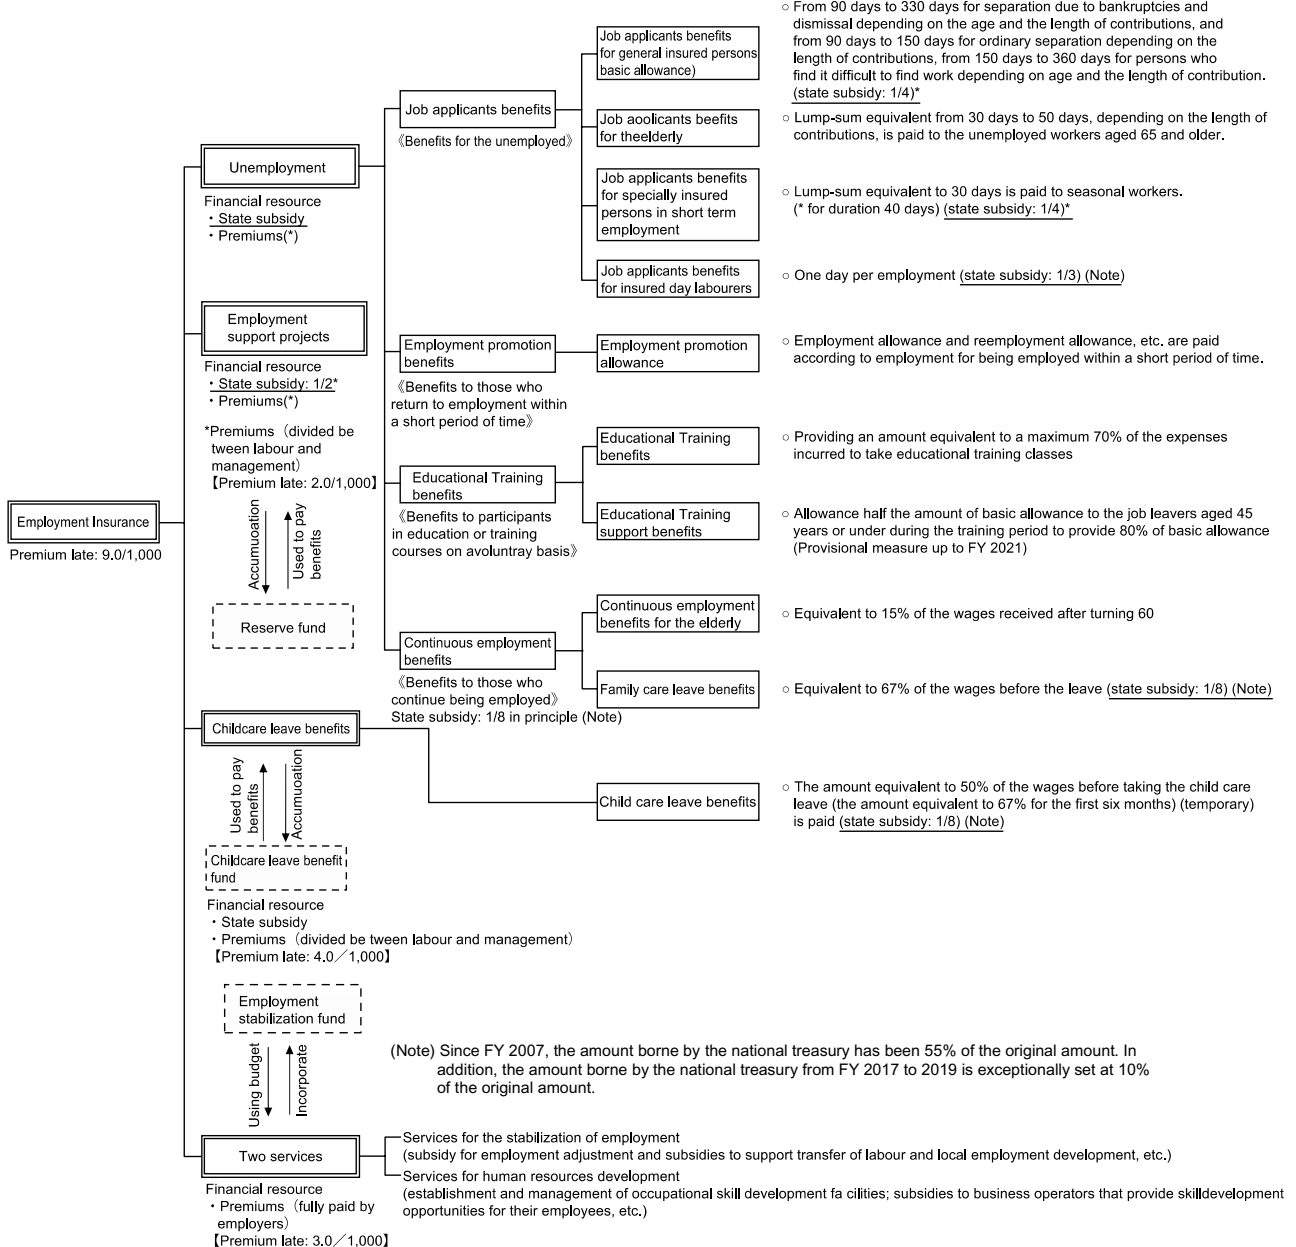 Employment Insurance
Premium late: 9.0/1,000
Unemployment
Financial resource
・State subsidy
・Premiums(*)
Employment
support projects
Financial resource
・State subsidy: 1/2*
・Premiums(*)
*Premiums（divided be
tween labour and
management）
【Premium late: 2.0/1,000】
Accumuoation
Used to pay
benefits
Reserve fund
Job applicants benefits
《Benefits for the unemployed》
Job applicants benefits
for general insured persons
basic allowance)
○ From 90 days to 330 days for separation due to bankruptcies and
dismissal depending on the age and the length of contributions, and
from 90 days to 150 days for ordinary separation depending on the
length of contributions, from 150 days to 360 days for persons who
find it difficult to find work depending on age and the length of contribution.
(state subsidy: 1/4)*
Job aoolicants beefits
for theelderly
○ Lump-sum equivalent from 30 days to 50 days, depending on the length of
contributions, is paid to the unemployed workers aged 65 and older.
Job applicants benefits
for specially insured
persons in short term
employment
○ Lump-sum equivalent to 30 days is paid to seasonal workers.
(* for duration 40 days) (state subsidy: 1/4)*
Job applicants benefits
for insured day labourers
○ One day per employment (state subsidy: 1/3) (Note)
Employment promotion
benefits
《Benefits to those who
return to employment within
a short period of time》
Employment promotion
allowance
○ Employment allowance and reemployment allowance, etc. are paid
according to employment for being employed within a short period of time.
Educational Training
benefits
《Benefits to participants
in education or training
courses on avoluntray basis》
Educational Training
benefits
○ Providing an amount equivalent to a maximum 70% of the expenses
incurred to take educational training classes
Educational Training
support benefits
○ Allowance half the amount of basic allowance to the job leavers aged 45
years or under during the training period to provide 80% of basic allowance
(Provisional measure up to FY 2021)
Continuous employment
benefits
《Benefits to those who
continue being employed》
State subsidy: 1/8 in principle (Note)
Continuous employment
benefits for the elderly
○ Equivalent to 15% of the wages received after turning 60
Family care leave benefits
○ Equivalent to 67% of the wages before the leave (state subsidy: 1/8) (Note)
Childcare leave benefits
Used to pay
benefits
Accumuoation
Childcare leave benefit
fund
Financial resource
・State subsidy
・Premiums（divided be tween labour and management）
【Premium late: 4.0／1,000】
Child care leave benefits
○ The amount equivalent to 50% of the wages before taking the child care
leave (the amount equivalent to 67% for the first six months) (temporary)
is paid (state subsidy: 1/8) (Note)
Employment
stabilization fund
Using budget
Incorporate
(Note) Since FY 2007, the amount borne by the national treasury has been 55% of the original amount. In
addition, the amount borne by the national treasury from FY 2017 to 2019 is exceptionally set at 10%
of the original amount.
Two services
Financial resource
・Premiums（fully paid by
employers）
【Premium late: 3.0／1,000】
Services for the stabilization of employment
(subsidy for employment adjustment and subsidies to support transfer of labour and local employment development, etc.)
Services for human resources development
(establishment and management of occupational skill development fa cilities; subsidies to business operators that provide skilldevelopment
opportunities for their employees, etc.)